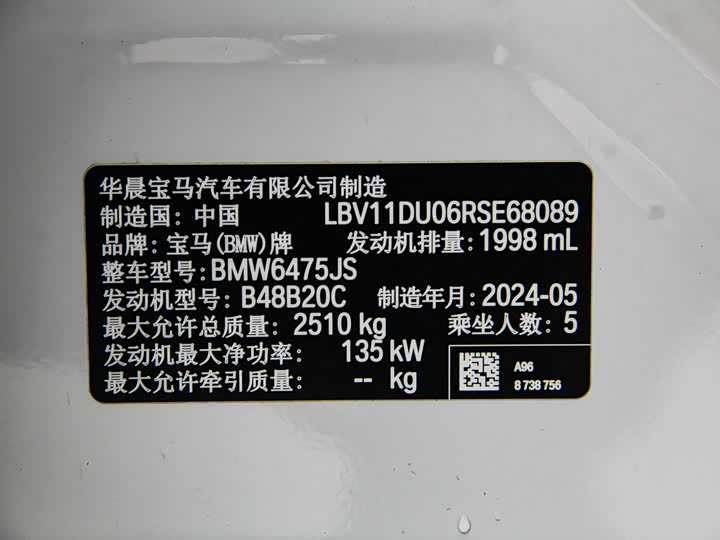 华晨宝马汽车有限公司制造
制造国: 中国 LBV11DU06RSE68089
品牌: 宝马(BMW)牌 发动机排量: 1998 mL
整车型号: BMW6475JS
发动机型号: B48B20C 制造年月: 2024-05
最大允许总质量: 2510 kg 乘坐人数: 5
发动机最大净功率: 135 kW
最大允许牵引质量: -- kg
A96
8 738 756